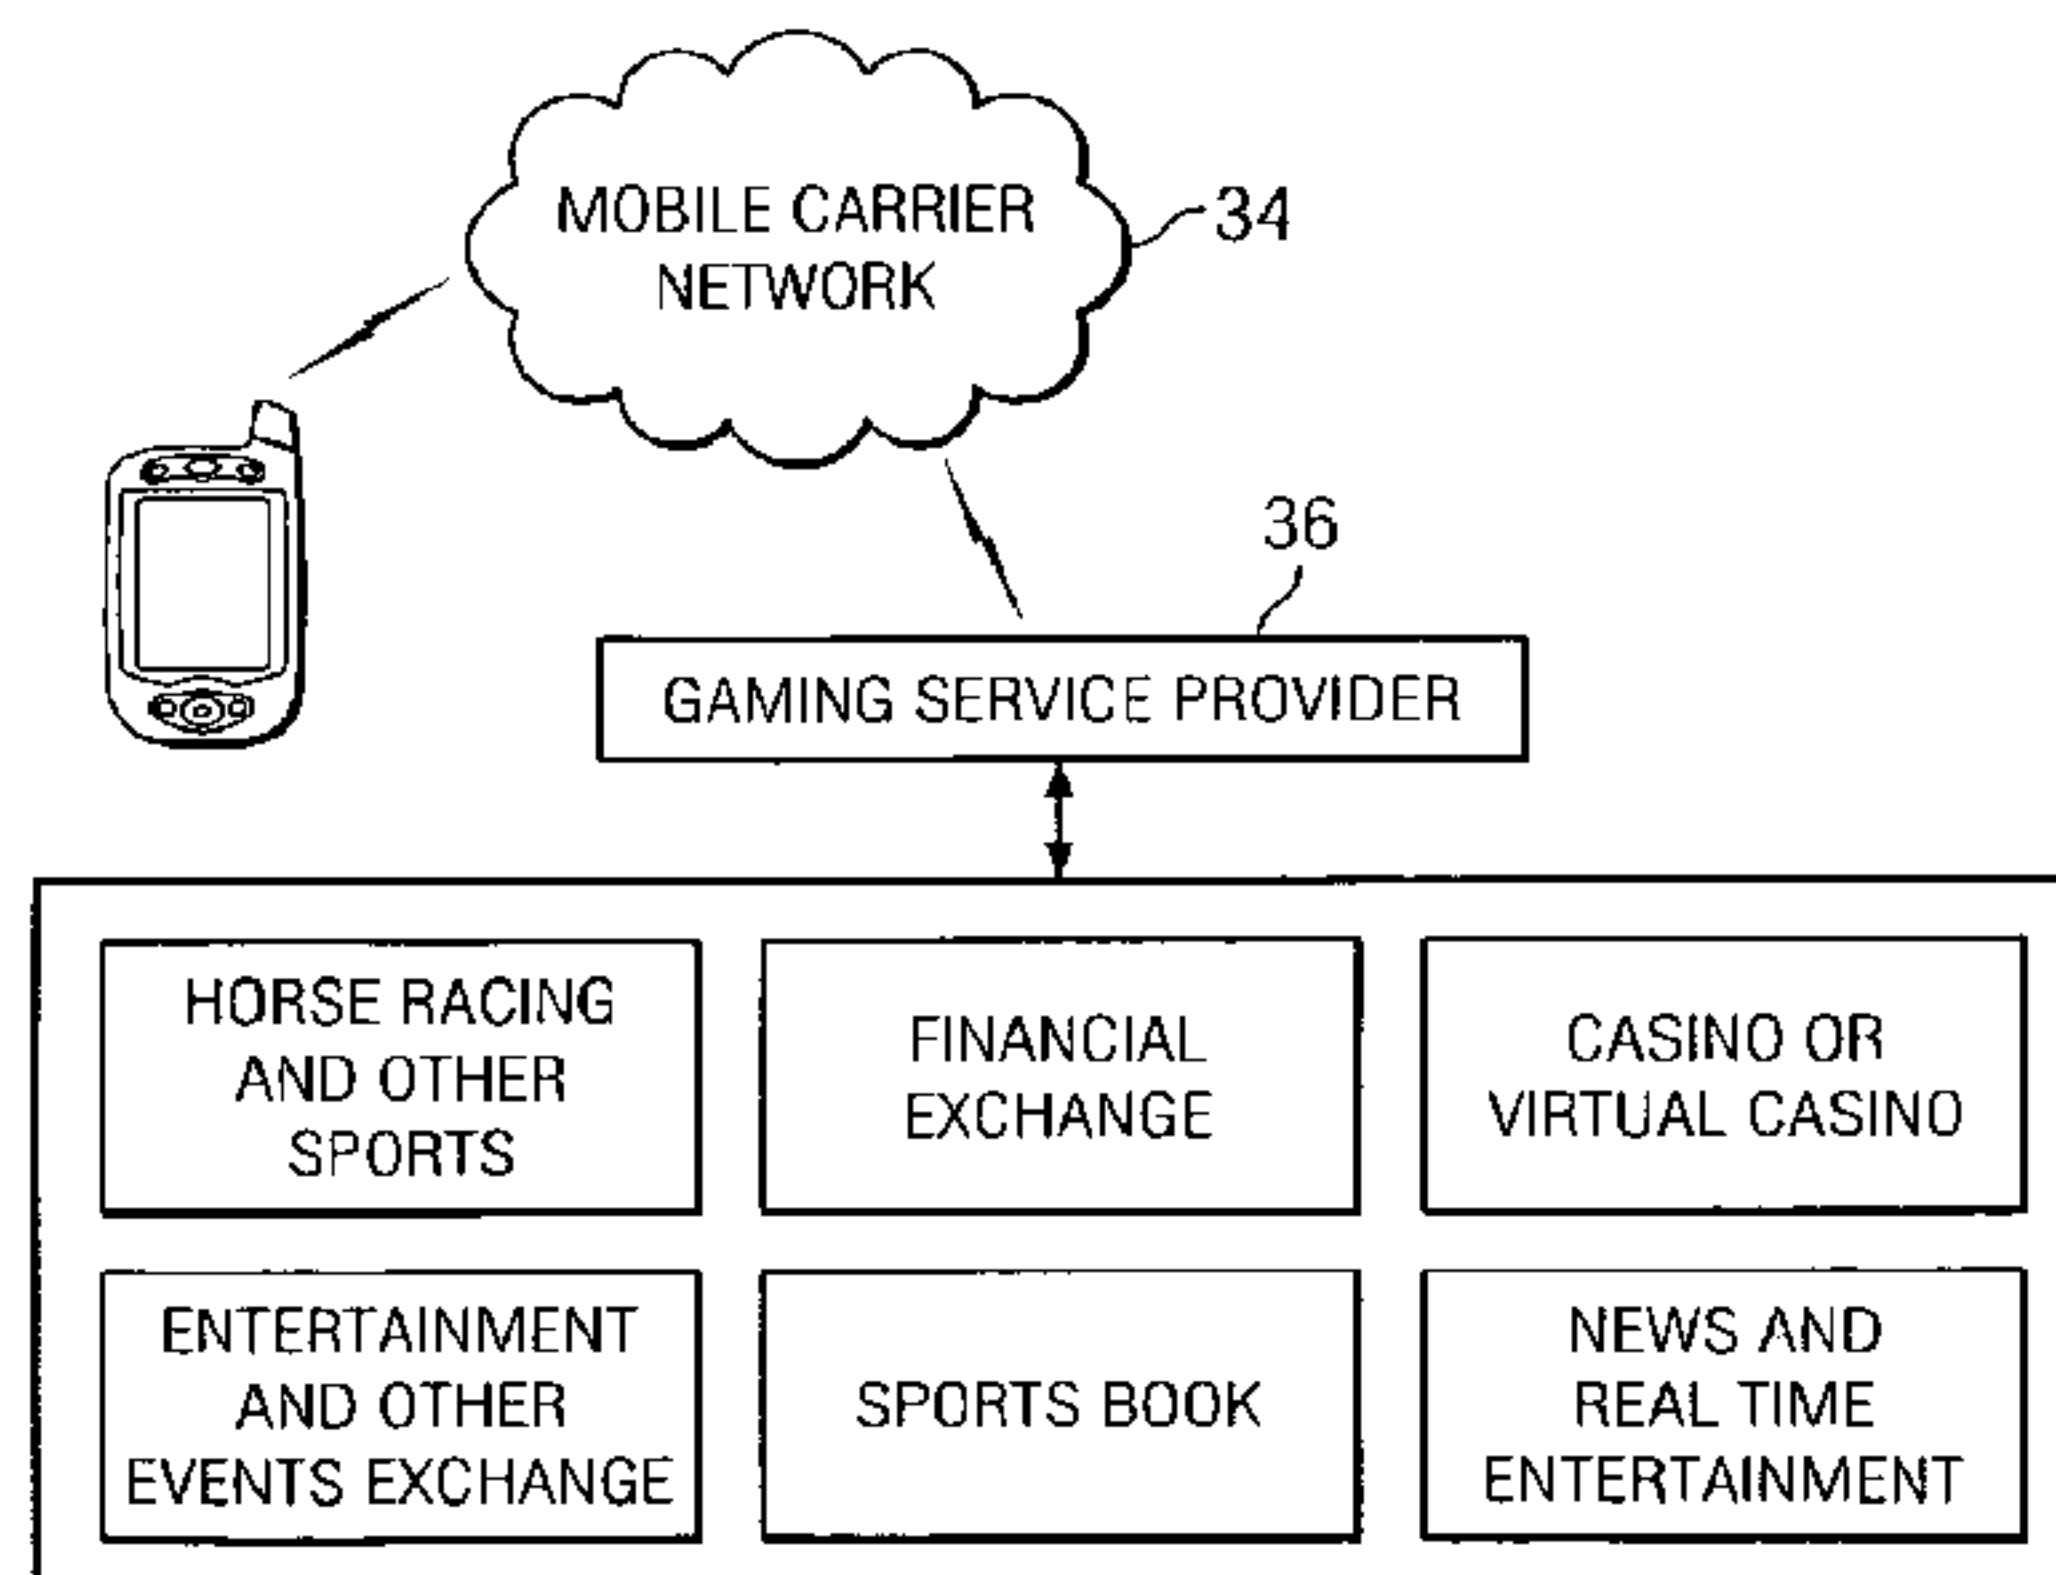 MOBILE CARRIER
NETWORK
34
36
GAMING SERVICE PROVIDER
HORSE RACING
AND OTHER
SPORTS
FINANCIAL
EXCHANGE
CASINO OR
VIRTUAL CASINO
ENTERTAINMENT
AND OTHER
EVENTS EXCHANGE
SPORTS BOOK
NEWS AND
REAL TIME
ENTERTAINMENT